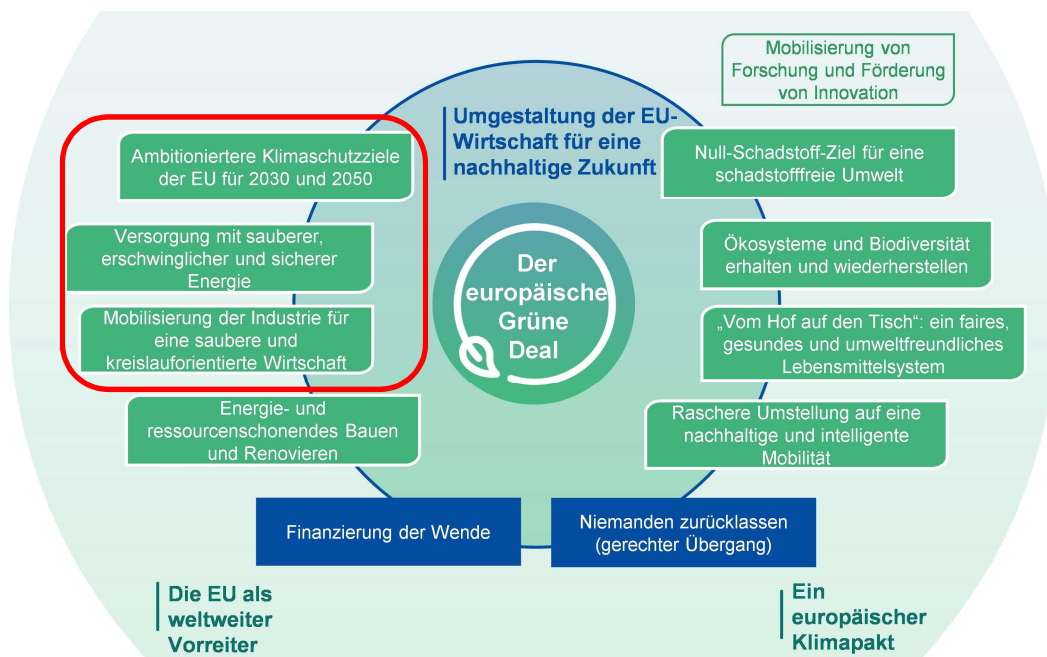 Mobilisierung von
Forschung und Förderung
von Innovation
Umgestaltung der EU-
Wirtschaft für eine
nachhaltige Zukunft
Ambitioniertere Klimaschutzziele
der EU für 2030 und 2050
Null-Schadstoff-Ziel für eine
schadstofffreie Umwelt
Versorgung mit sauberer,
erschwinglicher und sicherer
Energie
Ökosysteme und Biodiversität
erhalten und wiederherstellen
Der
europäische
Grüne
Deal
Mobilisierung der Industrie für
eine saubere und
kreislauforientierte Wirtschaft
„Vom Hof auf den Tisch“: ein faires,
gesundes und umweltfreundliches
Lebensmittelsystem
Energie- und
ressourcenschonendes Bauen
und Renovieren
Raschere Umstellung auf eine
nachhaltige und intelligente
Mobilität
Finanzierung der Wende
Niemanden zurücklassen
(gerechter Übergang)
Die EU als
weltweiter
Vorreiter
Ein
europäischer
Klimapakt